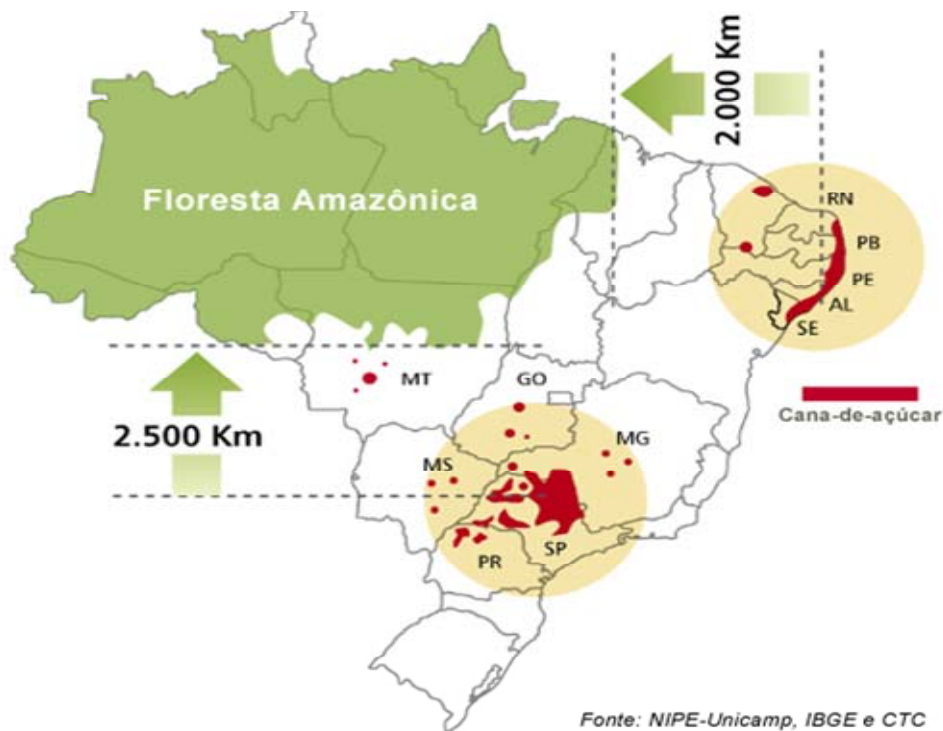 2.000 Km
Floresta Amazônica
RN
PB
PE
AL
SE
MT
GO
Cana-de-açúcar
2.500 Km
MG
MS
SP
PR
Fonte: NIPE-Unicamp, IBGE e CTC